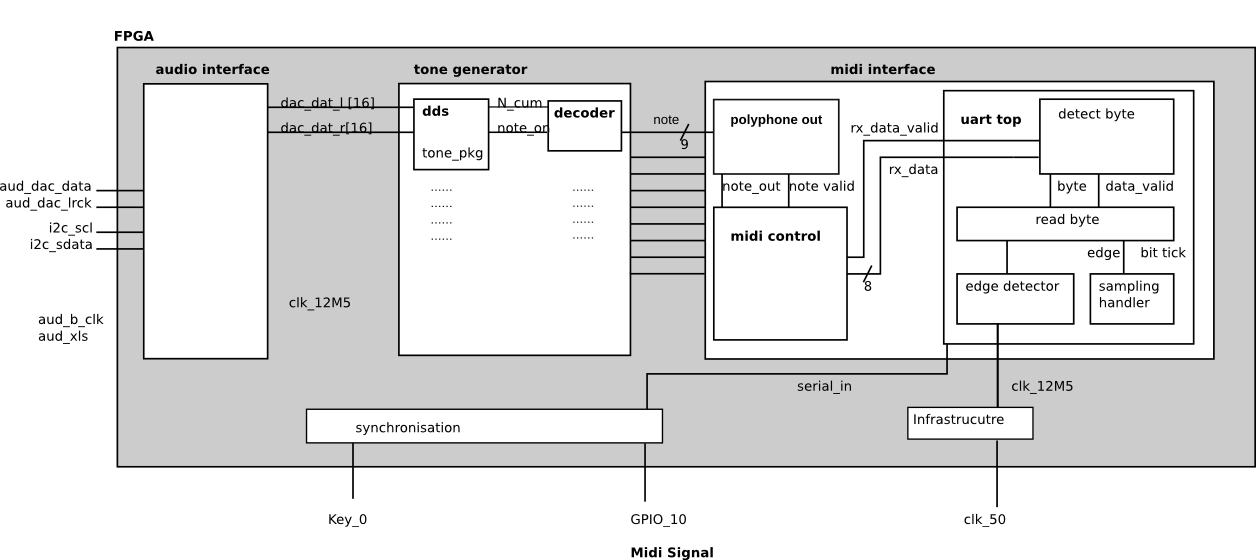 FPGA
audio interface
tone generator
midi interface
dac_dat_l [16]
dac_dat_r[16]
dds
tone_pkg
N_cum
note_on
decoder
note
9
polyphone out
rx_data_valid
rx_data
uart top
detect byte
......
......
......
......
......
......
......
......
note_out
note valid
byte
data_valid
aud_dac_data
aud_dac_lrck
i2c_scl
i2c_sdata
midi control
read byte
edge
bit tick
8
edge detector
sampling
handler
clk_12M5
aud_b_clk
aud_xls
serial_in
clk_12M5
synchronisation
Infrastrucutre
Key_0
GPIO_10
clk_50
Midi Signal